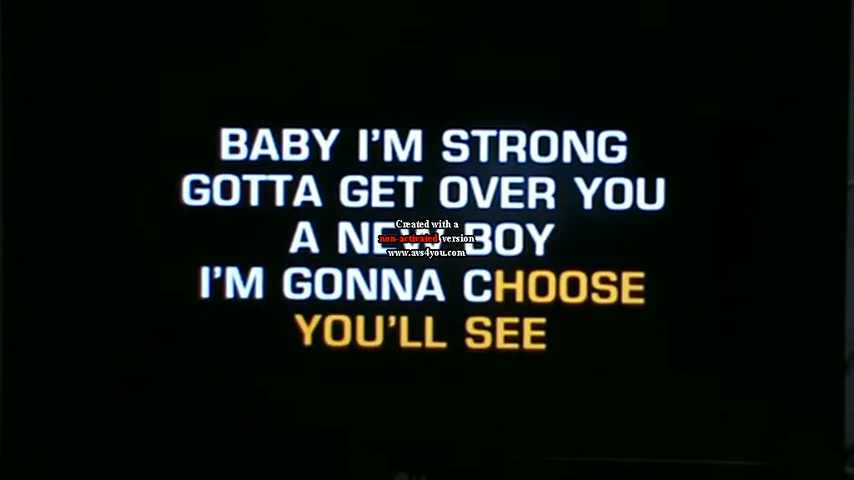 BABY I'M STRONG
GOTTA GET OVER YOU
A NEW BOY
I'M GONNA CHOOSE
YOU'LL SEE
Created with a
non-activated version
www.avs4you.com